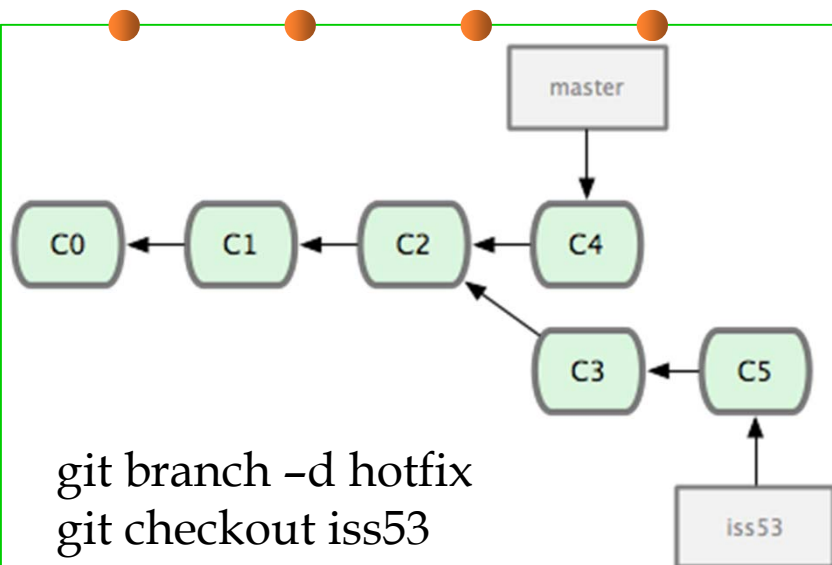 master
C0
C1
C2
C4
C3
C5
git branch –d hotfix
git checkout iss53
iss53